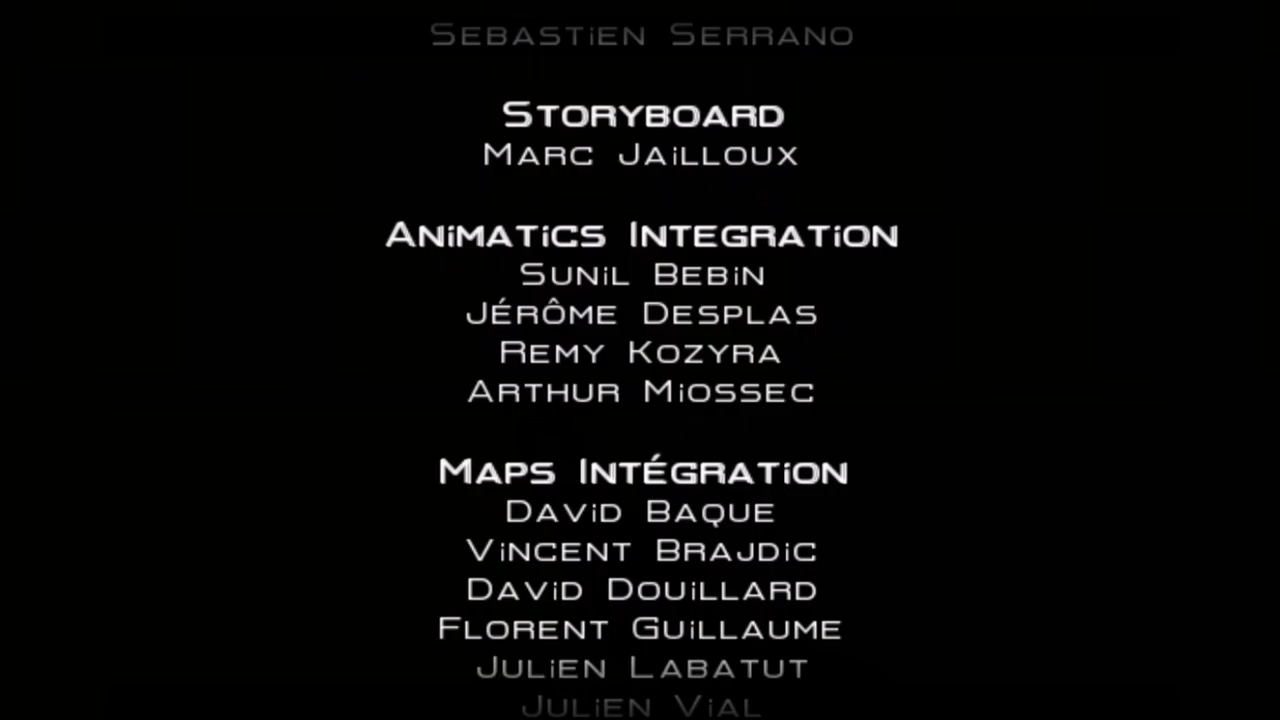 Sebastien Serrano
Storyboard
Marc Jailloux
Animatics Integration
Sunil Bebin
Jérôme Desplas
Remy Kozyra
Arthur Miossec
Maps Intégration
David Baque
Vincent Brajdic
David Douillard
Florent Guillaume
Julien Labatut
Julien Vial